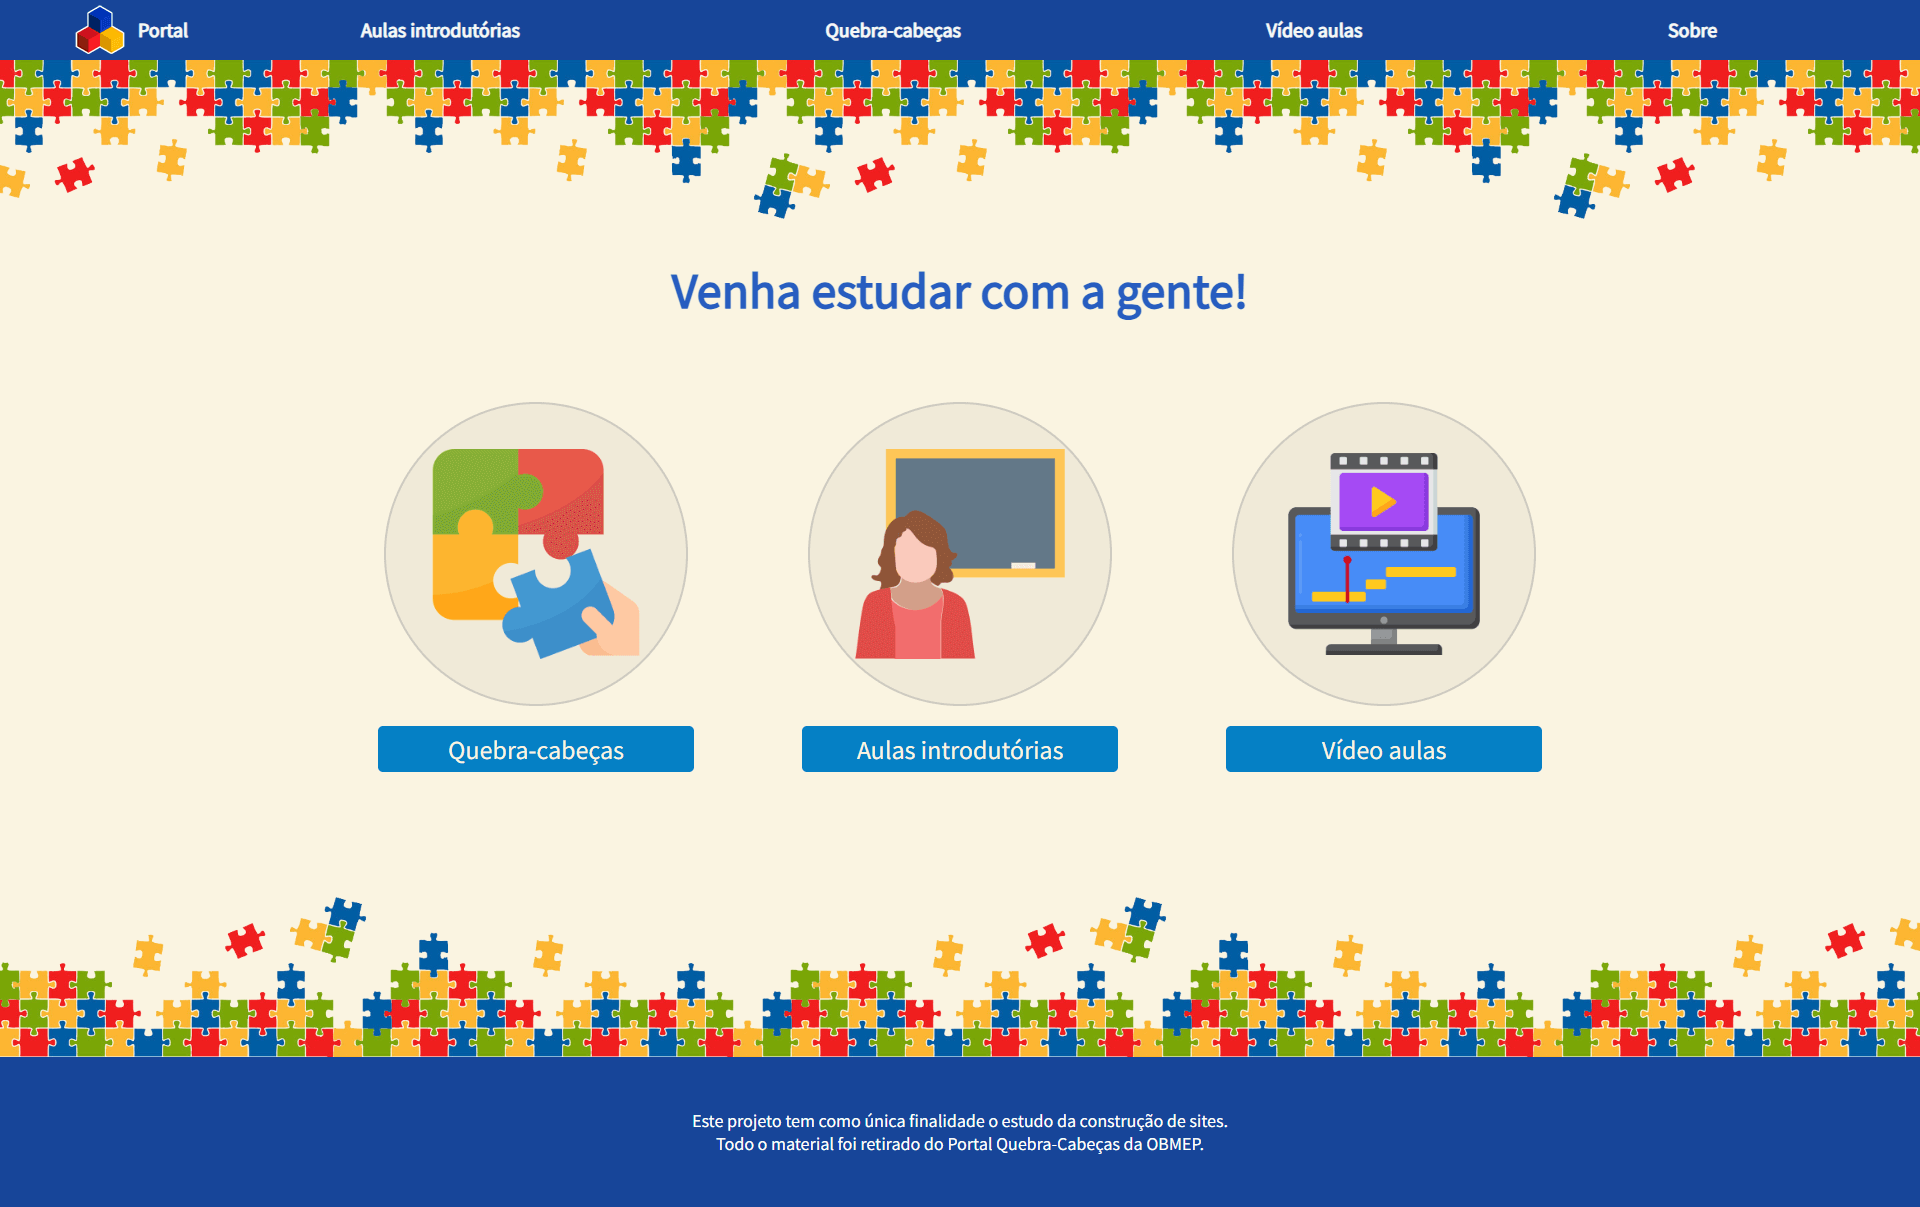 Portal
Aulas introdutórias
Quebra-cabeças
Vídeo aulas
Sobre
Venha estudar com a gente!
Quebra-cabeças
Aulas introdutórias
Vídeo aulas
Este projeto tem como única finalidade o estudo da construção de sites.
Todo o material foi retirado do Portal Quebra-Cabeças da OBMEP.